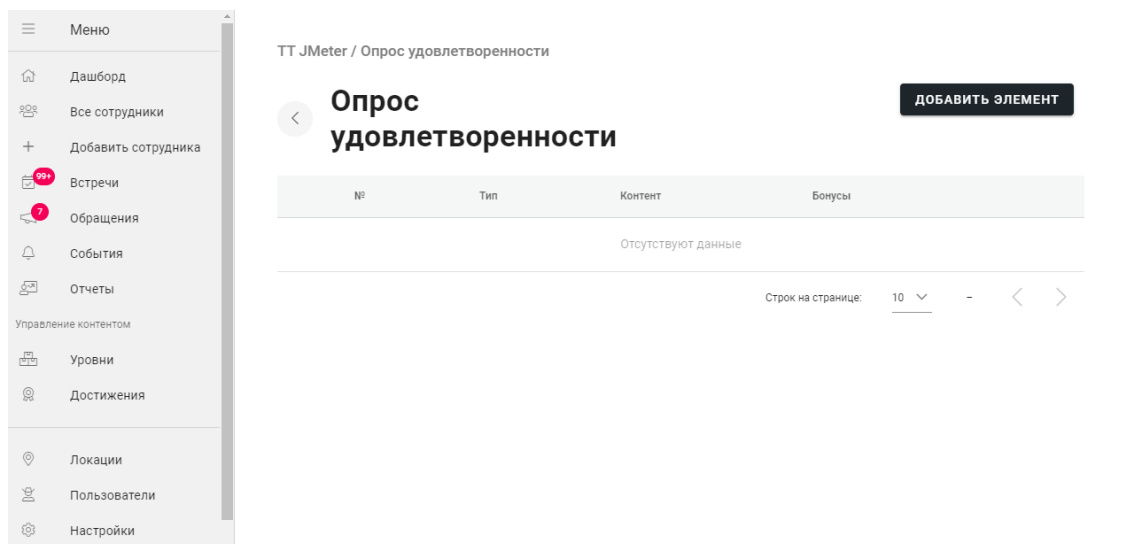 Меню
Дашборд
Все сотрудники
Добавить сотрудника
99+
Встречи
7
Обращения
События
Отчеты
Управление контентом
Уровни
Достижения
Локации
Пользователи
Настройки
TT JMeter / Опрос удовлетворенности
Опрос
удовлетворенности
ДОБАВИТЬ ЭЛЕМЕНТ
№ Тип Контент Бонусы
Отсутствуют данные
Строк на странице: 10 –